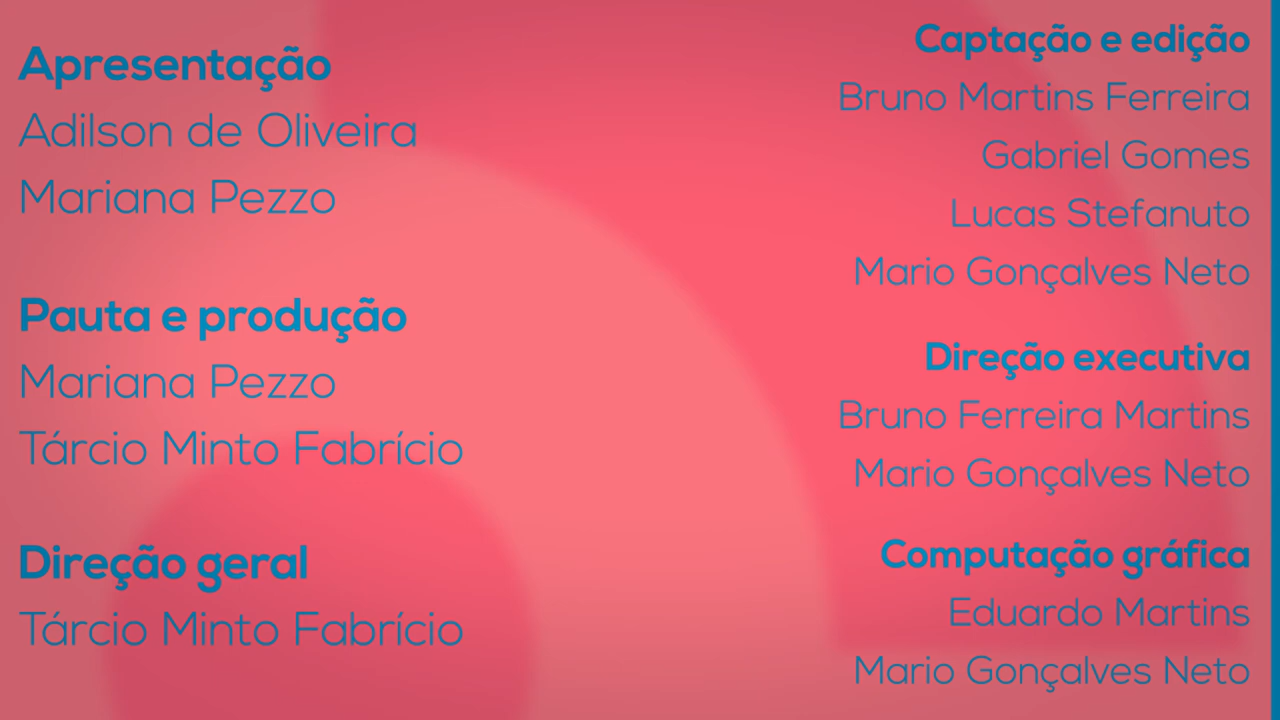 Apresentação
Adilson de Oliveira
Mariana Pezzo
Pauta e produção
Mariana Pezzo
Tárcio Minto Fabrício
Direção geral
Tárcio Minto Fabrício
Captação e edição
Bruno Martins Ferreira
Gabriel Gomes
Lucas Stefanuto
Mario Gonçalves Neto
Direção executiva
Bruno Ferreira Martins
Mario Gonçalves Neto
Computação gráfica
Eduardo Martins
Mario Gonçalves Neto